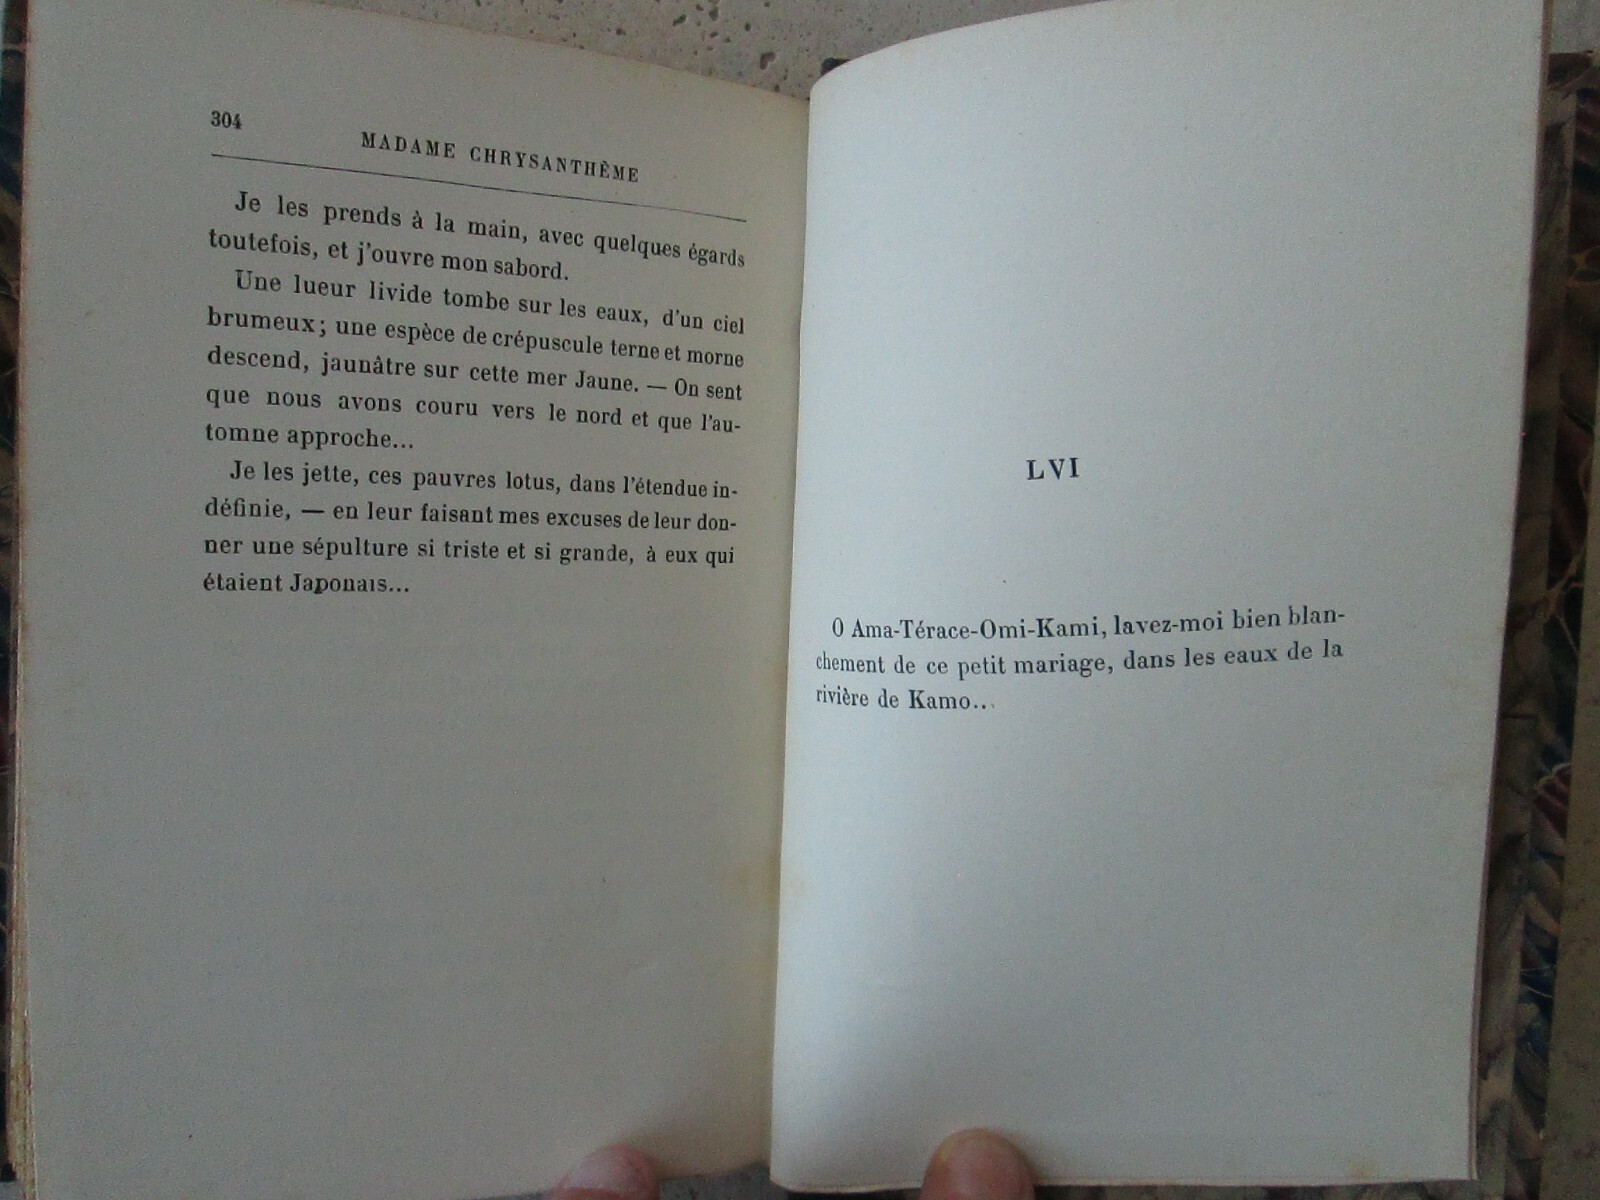 304
MADAME CHRYSANTHÈME
Je les prends à la main, avec quelques égards
toutefois, et j'ouvre mon sabord.
Une lueur livide tombe sur les eaux, d'un ciel
brumeux; une espèce de crépuscule terne et morne
descend, jaunâtre sur cette mer Jaune. — On sent
que nous avons couru vers le nord et que l'au-
tomne approche...
Je les jette, ces pauvres lotus, dans l'étendue in-
définie, — en leur faisant mes excuses de leur don-
ner une sépulture si triste et si grande, à eux qui
étaient Japonais...
LVI
O Ama-Térace-Omi-Kami, lavez-moi bien blan-
chement de ce petit mariage, dans les eaux de la
rivière de Kamo...